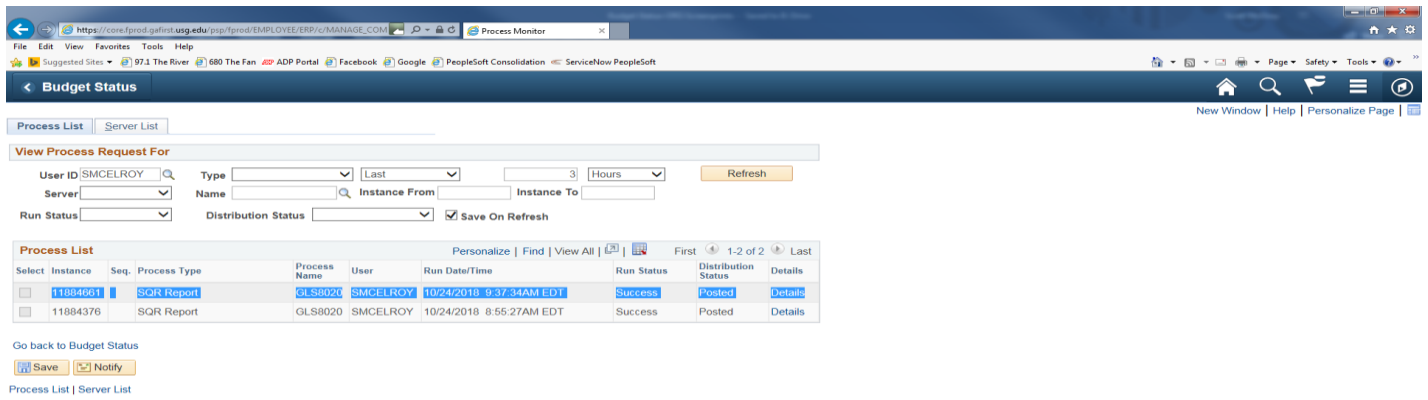 https://core.fprod.gafirst.usg.edu/psp/fprod/EMPLOYEE/ERP/c/MANAGE_COM
Process Monitor
File Edit View Favorites Tools Help
Suggested Sites 97.1 The River 680 The Fan ADP Portal Facebook Google PeopleSoft Consolidation ServiceNow PeopleSoft
Page Safety Tools
Budget Status
New Window | Help | Personalize Page |
Process List Server List
View Process Request For
User ID SMCELROY Type Last 3 Hours Refresh
Server Name Instance From Instance To
Run Status Distribution Status Save On Refresh
Process List Personalize | Find | View All | | First 1-2 of 2 Last
Select Instance Seq. Process Type Process Name User Run Date/Time Run Status Distribution Status Details
11884661 SQR Report GLS8020 SMCELROY 10/24/2018 9:37:34AM EDT Success Posted Details
11884376 SQR Report GLS8020 SMCELROY 10/24/2018 8:55:27AM EDT Success Posted Details
Go back to Budget Status
Save Notify
Process List | Server List